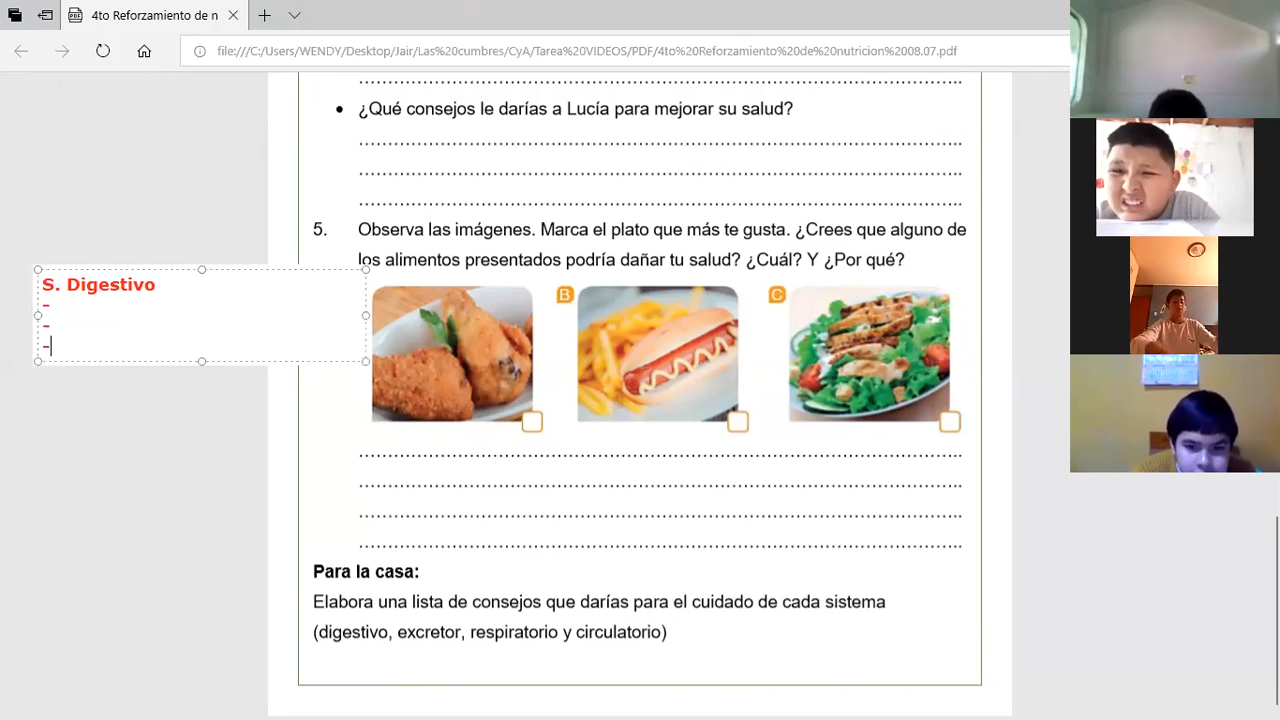 4to Reforzamiento de n
file:///C:/Users/WENDY/Desktop/Jair/Las%20cumbres/CyA/Tarea%20VIDEOS/PDF/4to%20Reforzamiento%20de%20nutricion%2008.07.pdf
• ¿Qué consejos le darías a Lucía para mejorar su salud?
5. Observa las imágenes. Marca el plato que más te gusta. ¿Crees que alguno de
los alimentos presentados podría dañar tu salud? ¿Cuál? Y ¿Por qué?
S. Digestivo
-
-
-
B
C
Para la casa:
Elabora una lista de consejos que darías para el cuidado de cada sistema
(digestivo, excretor, respiratorio y circulatorio)